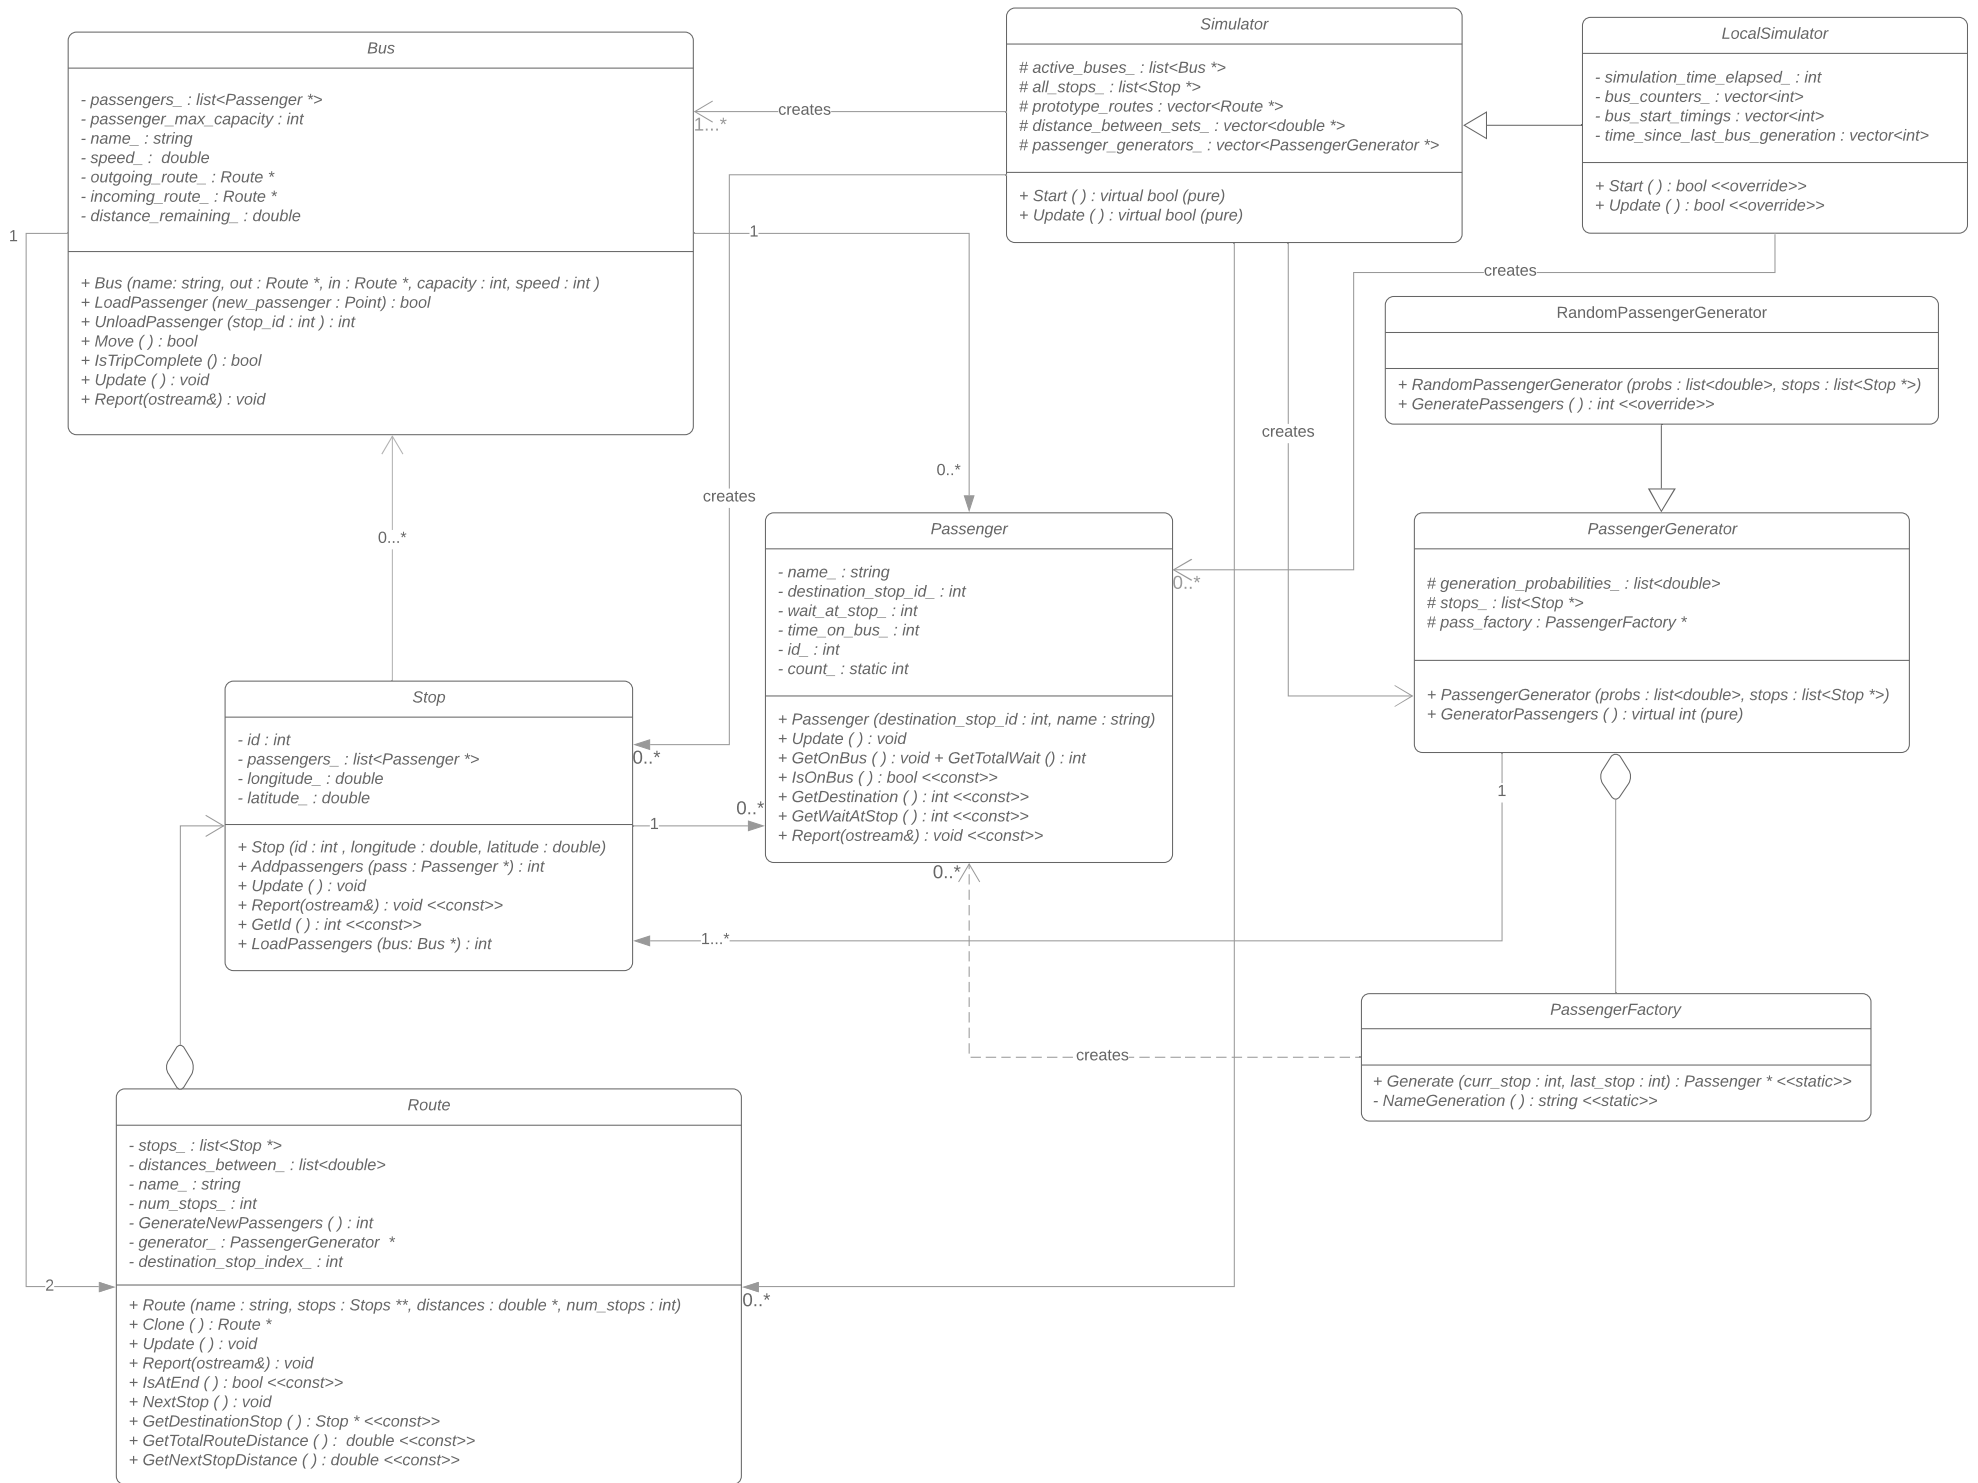 Bus
- passengers_ : list<Passenger *>
- passenger_max_capacity : int
- name_ : string
- speed_ :  double
- outgoing_route_ : Route *
- incoming_route_ : Route *
- distance_remaining_ : double
+ Bus (name: string, out : Route *, in : Route *, capacity : int, speed : int )
+ LoadPassenger (new_passenger : Point) : bool
+ UnloadPassenger (stop_id : int ) : int
+ Move ( ) : bool
+ IsTripComplete () : bool
+ Update ( ) : void
+ Report(ostream&) : void
Simulator
# active_buses_ : list<Bus *>
# all_stops_ : list<Stop *>
# prototype_routes : vector<Route *>
# distance_between_sets_ : vector<double *>
# passenger_generators_ : vector<PassengerGenerator *>
+ Start ( ) : virtual bool (pure)
+ Update ( ) : virtual bool (pure)
LocalSimulator
- simulation_time_elapsed_ : int
- bus_counters_ : vector<int>
- bus_start_timings : vector<int>
- time_since_last_bus_generation : vector<int>
+ Start ( ) : bool <<override>>
+ Update ( ) : bool <<override>>
creates
1...*
1
1
creates
RandomPassengerGenerator
+ RandomPassengerGenerator (probs : list<double>, stops : list<Stop *>)
+ GeneratePassengers ( ) : int <<override>>
creates
0..*
creates
0...*
Passenger
- name_ : string
- destination_stop_id_ : int
- wait_at_stop_ : int
- time_on_bus_ : int
- id_ : int
- count_ : static int
+ Passenger (destination_stop_id : int, name : string)
+ Update ( ) : void
+ GetOnBus ( ) : void + GetTotalWait () : int
+ IsOnBus ( ) : bool <<const>>
+ GetDestination ( ) : int <<const>>
+ GetWaitAtStop ( ) : int <<const>>
+ Report(ostream&) : void <<const>>
0..*
PassengerGenerator
# generation_probabilities_ : list<double>
# stops_ : list<Stop *>
# pass_factory : PassengerFactory *
+ PassengerGenerator (probs : list<double>, stops : list<Stop *>)
+ GeneratorPassengers ( ) : virtual int (pure)
Stop
- id : int
- passengers_ : list<Passenger *>
- longitude_ : double
- latitude_ : double
+ Stop (id : int , longitude : double, latitude : double)
+ Addpassengers (pass : Passenger *) : int
+ Update ( ) : void
+ Report(ostream&) : void <<const>>
+ GetId ( ) : int <<const>>
+ LoadPassengers (bus: Bus *) : int
0..*
1
0..*
0..*
1
1...*
PassengerFactory
+ Generate (curr_stop : int, last_stop : int) : Passenger * <<static>>
- NameGeneration ( ) : string <<static>>
creates
Route
- stops_ : list<Stop *>
- distances_between_ : list<double>
- name_ : string
- num_stops_ : int
- GenerateNewPassengers ( ) : int
- generator_ : PassengerGenerator  *
- destination_stop_index_ : int
+ Route (name : string, stops : Stops **, distances : double *, num_stops : int)
+ Clone ( ) : Route *
+ Update ( ) : void
+ Report(ostream&) : void
+ IsAtEnd ( ) : bool <<const>>
+ NextStop ( ) : void
+ GetDestinationStop ( ) : Stop * <<const>>
+ GetTotalRouteDistance ( ) :  double <<const>>
+ GetNextStopDistance ( ) : double <<const>>
2
0..*